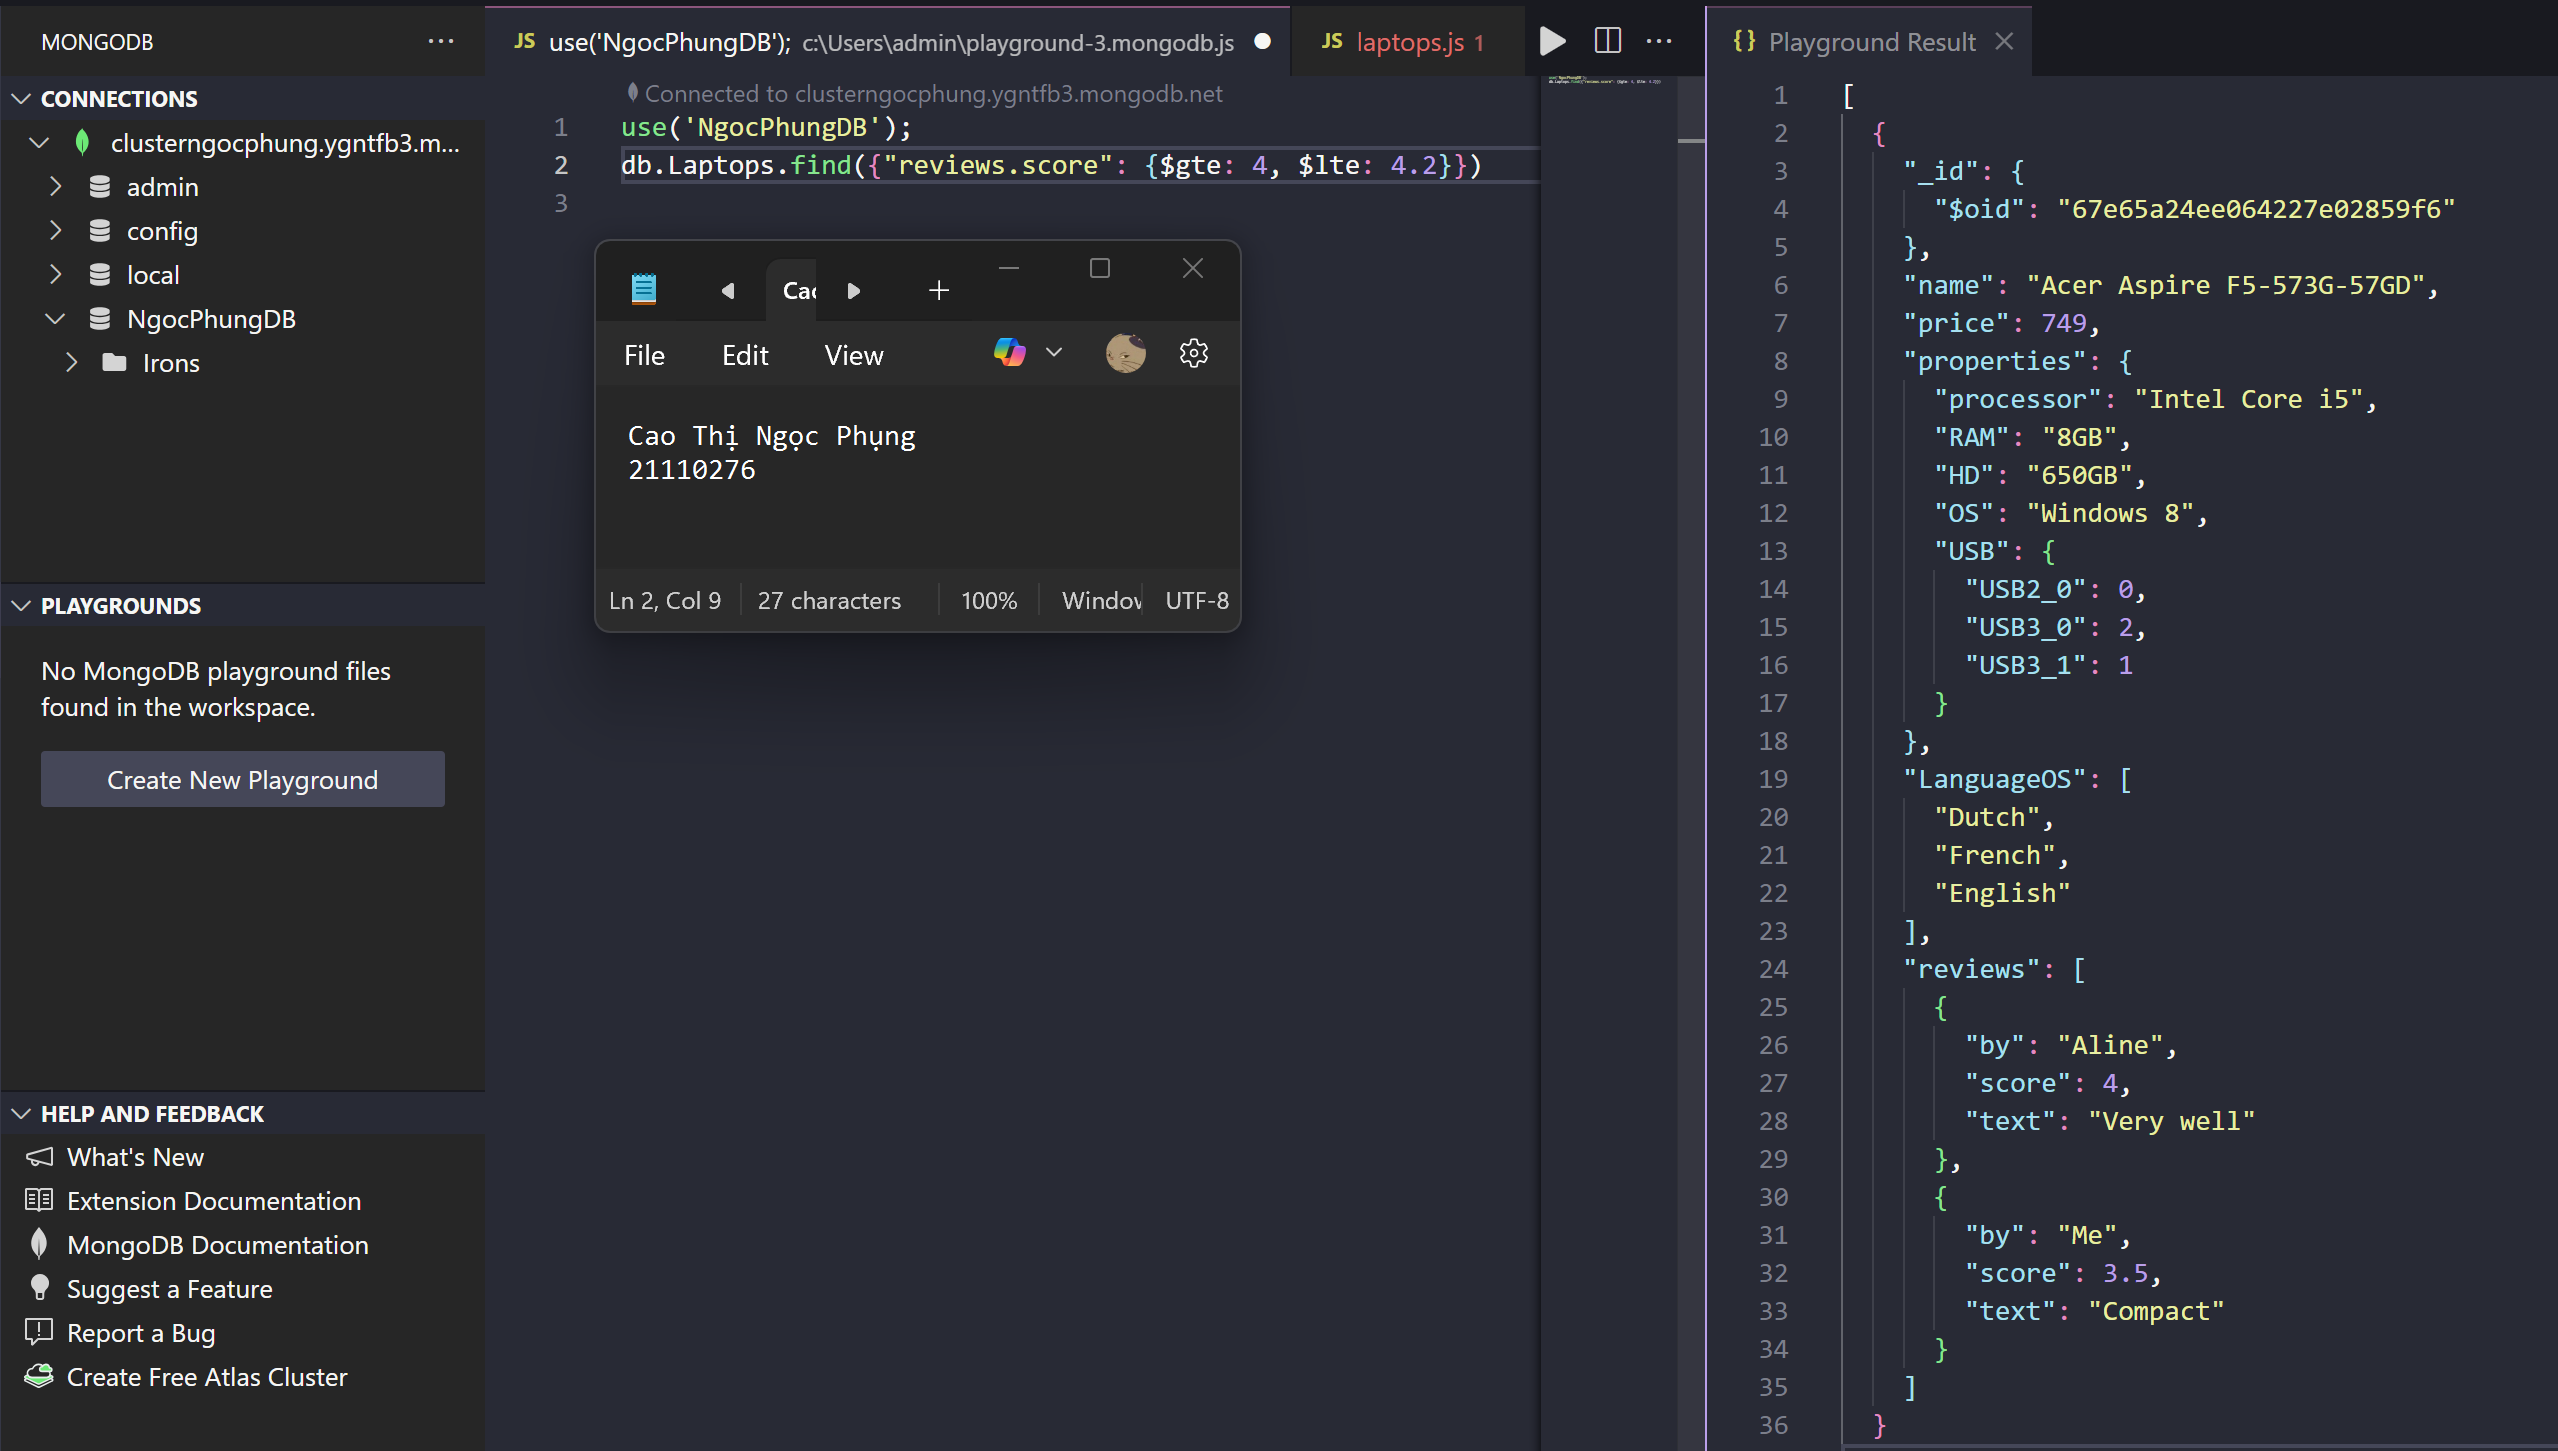 MONGODB
CONNECTIONS
clusterngocphung.ygntfb3.m...
admin
config
local
NgocPhungDB
Irons
PLAYGROUNDS
No MongoDB playground files
found in the workspace.
Create New Playground
HELP AND FEEDBACK
What's New
Extension Documentation
MongoDB Documentation
Suggest a Feature
Report a Bug
Create Free Atlas Cluster
JS use('NgocPhungDB'); c:\Users\admin\playground-3.mongodb.js
JS laptops.js 1
Connected to clusterngocphung.ygntfb3.mongodb.net
1 use('NgocPhungDB');
2 db.Laptops.find({"reviews.score": {$gte: 4, $lte: 4.2}})
3
Cao
File Edit View
Cao Thị Ngọc Phụng
21110276
Ln 2, Col 9 27 characters 100% Window UTF-8
{} Playground Result
1 [
2 {
3 "_id": {
4 "$oid": "67e65a24ee064227e02859f6"
5 },
6 "name": "Acer Aspire F5-573G-57GD",
7 "price": 749,
8 "properties": {
9 "processor": "Intel Core i5",
10 "RAM": "8GB",
11 "HD": "650GB",
12 "OS": "Windows 8",
13 "USB": {
14 "USB2_0": 0,
15 "USB3_0": 2,
16 "USB3_1": 1
17 }
18 },
19 "LanguageOS": [
20 "Dutch",
21 "French",
22 "English"
23 ],
24 "reviews": [
25 {
26 "by": "Aline",
27 "score": 4,
28 "text": "Very well"
29 },
30 {
31 "by": "Me",
32 "score": 3.5,
33 "text": "Compact"
34 }
35 ]
36 }